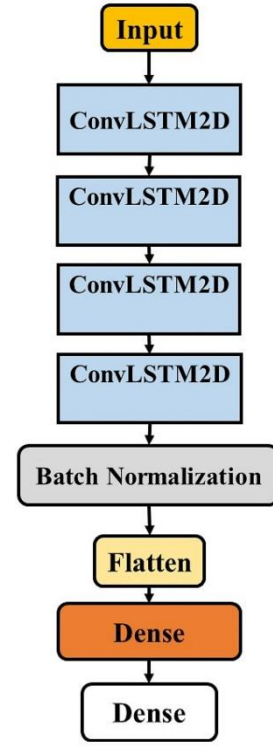 Input
ConvLSTM2D
ConvLSTM2D
ConvLSTM2D
ConvLSTM2D
Batch Normalization
Flatten
Dense
Dense